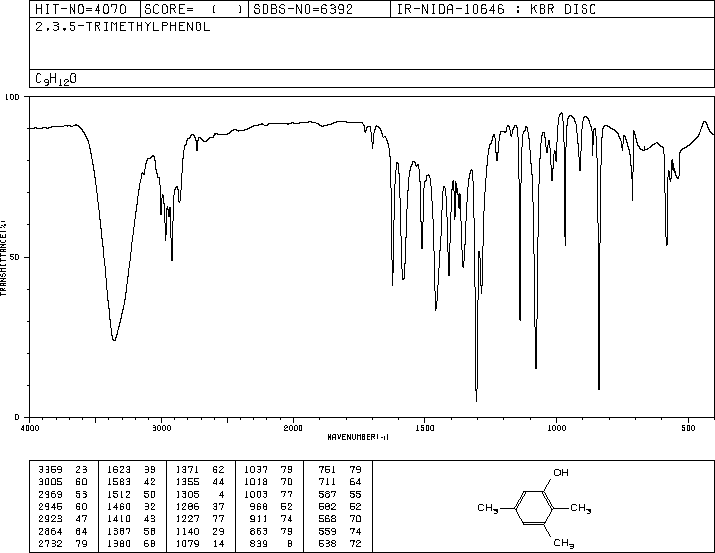 HIT-NO=4070 SCORE= ( ) SDBS-NO=6392 IR-NIDA-10646 : KBR DISC
2,3,5-TRIMETHYLPHENOL
C9H12O
100
TRANSMITTANCE(%)
50
0
4000 3000 2000 1500 1000 500
WAVENUMBER(-1)
3359 23 1623 39 1371 62 1037 79 751 79
3005 60 1583 42 1355 44 1018 70 711 64
2969 53 1512 50 1305 4 1003 77 587 55
2945 60 1460 32 1286 37 968 52 582 52
2923 47 1410 43 1227 77 911 74 568 70
2864 64 1387 58 1140 29 863 79 559 74
2732 79 1380 60 1079 14 839 8 538 72
OH
CH3 CH3
CH3